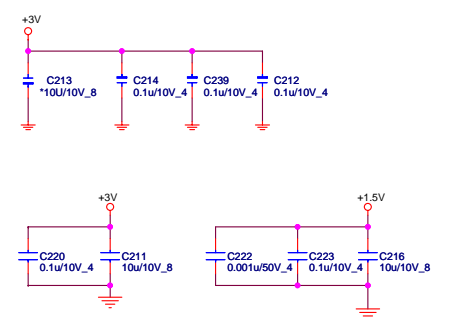 +3V
C213
*10U/10V_8
C214
0.1u/10V_4
C239
0.1u/10V_4
C212
0.1u/10V_4
+3V
C220
0.1u/10V_4
C211
10u/10V_8
+1.5V
C222
0.001u/50V_4
C223
0.1u/10V_4
C216
10u/10V_8